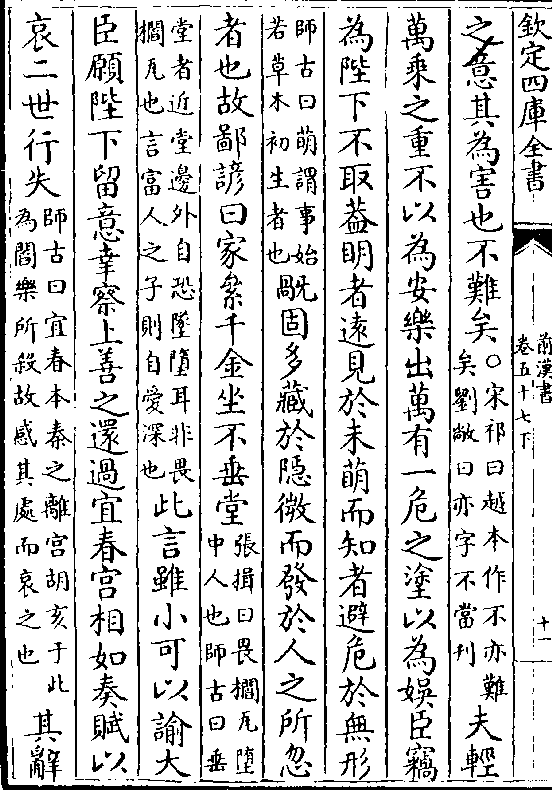 欽定四庫全書
前漢書
卷五十七下
十一
之意其為害也不難矣○宋祁曰越本作不亦難
矣劉敞曰亦字不當刊夫輕
萬乘之重不以為安樂出萬有一危之塗以為娛臣竊
為陛下不取葢明者遠見於未萌而知者避危於無形
師古曰萌謂事始
若草木初生者也旤固多藏於隱微而發於人之所忽
者也故鄙諺曰家絫千金坐不垂堂張揖曰畏檐瓦墮
中人也師古曰垂
堂者近堂邊外自恐墜墮耳非畏
檐瓦也言富人之子則自愛深也此言雖小可以諭大
臣願陛下留意幸察上善之還過宜春宮相如奏賦以
哀二世行失師古曰宜春本秦之離宮胡亥于此
為閻樂所殺故感其處而哀之也其辭